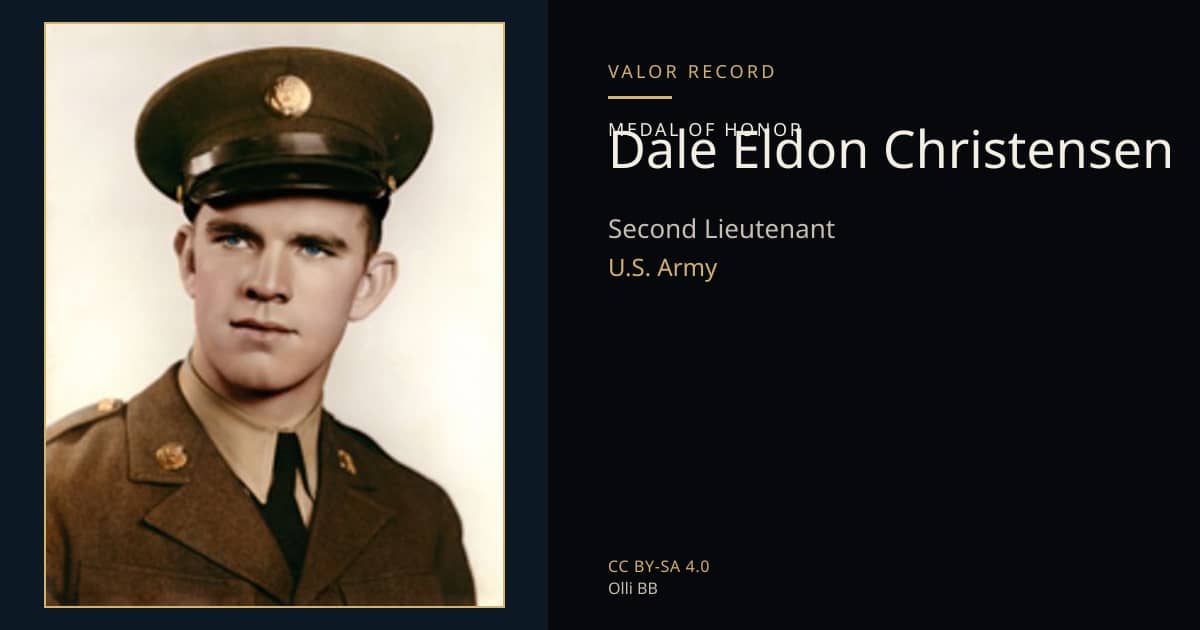 VALOR RECORD
MEDAL OF HONOR
Dale Eldon Christensen
Second Lieutenant
U.S. Army
CC BY-SA 4.0
Olli BB